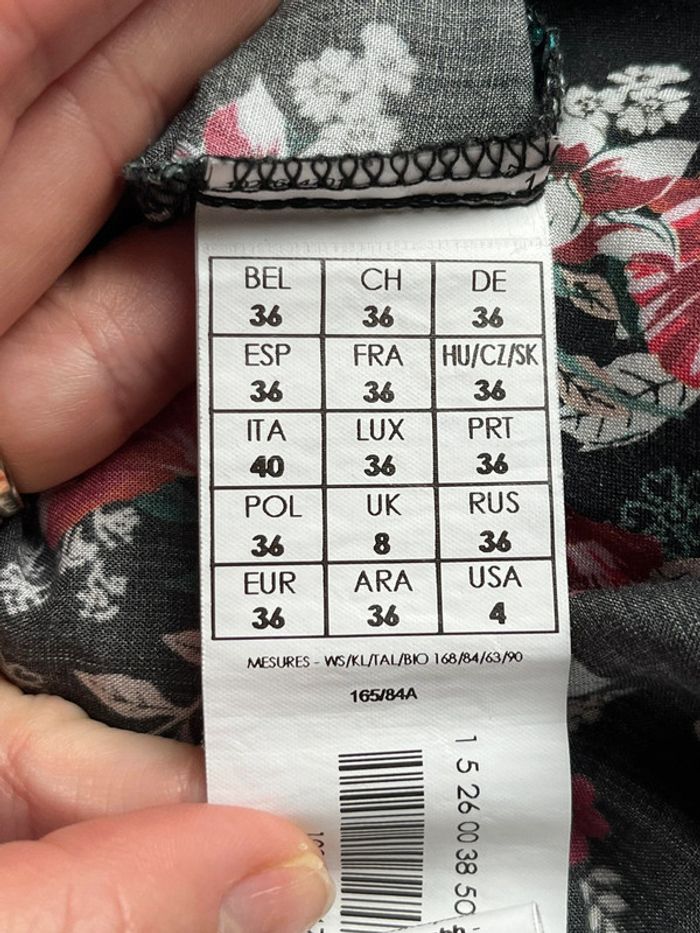 BEL CH DE
36 36 36
ESP FRA HU/CZ/SK
36 36 36
ITA LUX PRT
40 36 36
POL UK RUS
36 8 36
EUR ARA USA
36 36 4
MESURES - WS/KL/TAL/BIO 168/84/63/90
165/84A
1 5 26 00 38 50